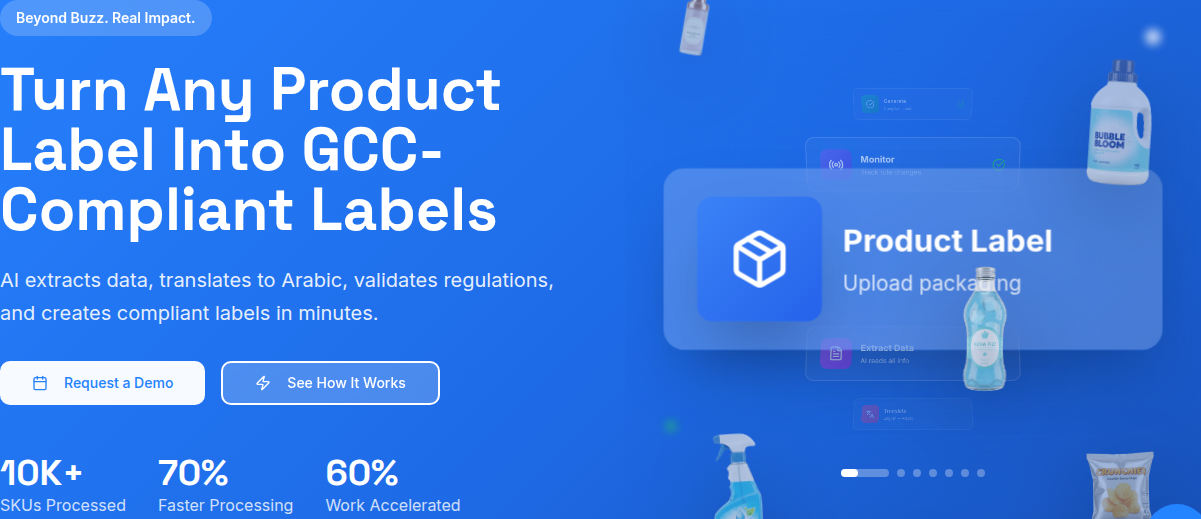 Beyond Buzz. Real Impact.
Turn Any Product
Label Into GCC-
Compliant Labels
AI extracts data, translates to Arabic, validates regulations,
and creates compliant labels in minutes.
Request a Demo
See How It Works
10K+
SKUs Processed
70%
Faster Processing
60%
Work Accelerated
Generate
Monitor
Track rule changes
Product Label
Upload packaging
Extract Data
AI reads all info
Translate
BUBBLE
BLOOM